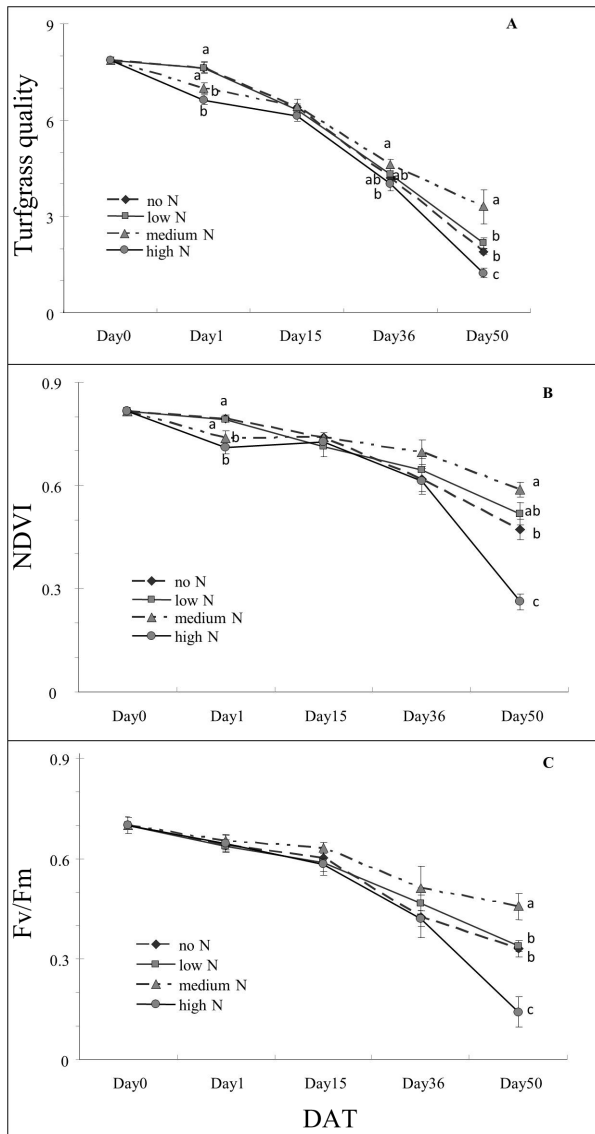 A
9
6
3
0
Turfgrass quality
a
a
b
b
a
ab
ab
b
a
b
b
c
no N
low N
medium N
high N
Day0 Day1 Day15 Day36 Day50
B
0.9
0.6
0.3
0
NDVI
a
a
b
b
a
ab
b
c
no N
low N
medium N
high N
Day0 Day1 Day15 Day36 Day50
C
0.9
0.6
0.3
0
Fv/Fm
a
b
b
c
no N
low N
medium N
high N
Day0 Day1 Day15 Day36 Day50
DAT